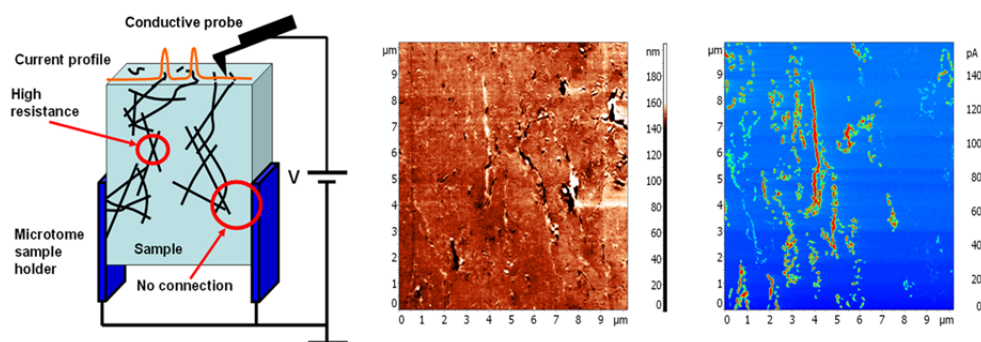 Conductive probe
Current profile
High
resistance
V
Microtome
sample
holder
Sample
No connection
µm
9
8
7
6
5
4
3
2
1
0
0 1 2 3 4 5 6 7 8 9 µm
nm
180
160
140
120
100
80
60
40
20
0
µm
9
8
7
6
5
4
3
2
1
0
0 1 2 3 4 5 6 7 8 9 µm
pA
140
120
100
80
60
40
20
0